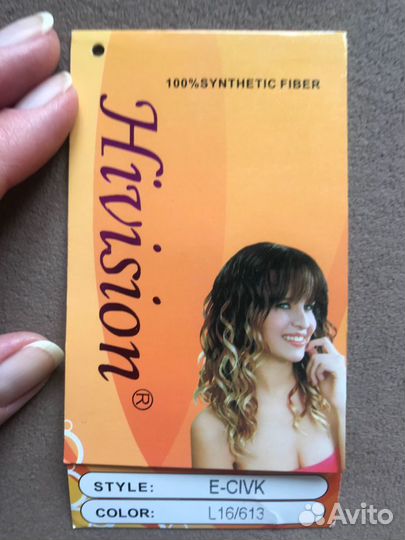 100%SYNTHETIC FIBER
Hivision®
STYLE: E-CIVK
COLOR: L16/613
Avito